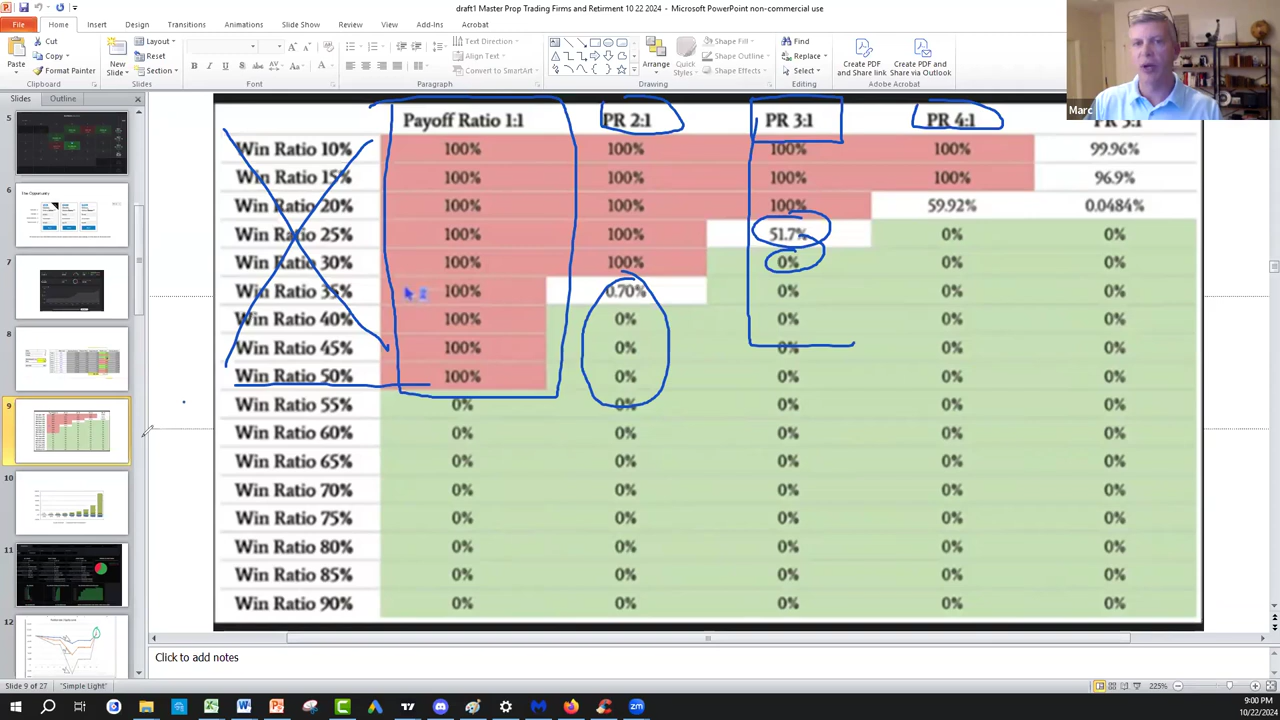 draft1 Master Prop Trading Firms and Retirment 10 22 2024 - Microsoft PowerPoint non-commercial use
File Home Insert Design Transitions Animations Slide Show Review View Add-Ins Acrobat
Paste Cut Copy Format Painter Clipboard
New Slide Layout Reset Section Slides
B I U S Font
Text Direction Align Text Convert to SmartArt Paragraph
Arrange Quick Styles Shape Fill Shape Outline Shape Effects Drawing
Find Replace Select Editing
Create PDF and Share link Create PDF and Share via Outlook Adobe Acrobat
Marc
Slides Outline
5
6
7
8
9
10
11
12
Payoff Ratio 1:1 PR 2:1 PR 3:1 PR 4:1 PR 5:1
Win Ratio 10% 100% 100% 100% 100% 99.96%
Win Ratio 15% 100% 100% 100% 100% 96.9%
Win Ratio 20% 100% 100% 100% 59.92% 0.0484%
Win Ratio 25% 100% 100% 51.7% 0% 0%
Win Ratio 30% 100% 100% 0% 0% 0%
Win Ratio 35% 100% 0.70% 0% 0% 0%
Win Ratio 40% 100% 0% 0% 0% 0%
Win Ratio 45% 100% 0% 0% 0% 0%
Win Ratio 50% 100% 0% 0% 0% 0%
Win Ratio 55% 0% 0% 0% 0% 0%
Win Ratio 60% 0% 0% 0% 0% 0%
Win Ratio 65% 0% 0% 0% 0% 0%
Win Ratio 70% 0% 0% 0% 0% 0%
Win Ratio 75% 0% 0% 0% 0% 0%
Win Ratio 80% 0% 0% 0% 0% 0%
Win Ratio 85% 0% 0% 0% 0% 0%
Win Ratio 90% 0% 0% 0% 0% 0%
Click to add notes
Slide 9 of 27 "Simple Light" 225%
9:00 PM
10/22/2024